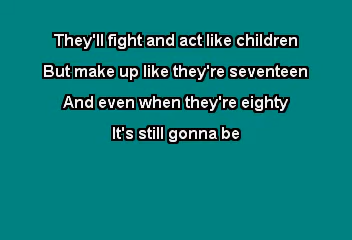 They'll fight and act like children
But make up like they're seventeen
And even when they're eighty
It's still gonna be